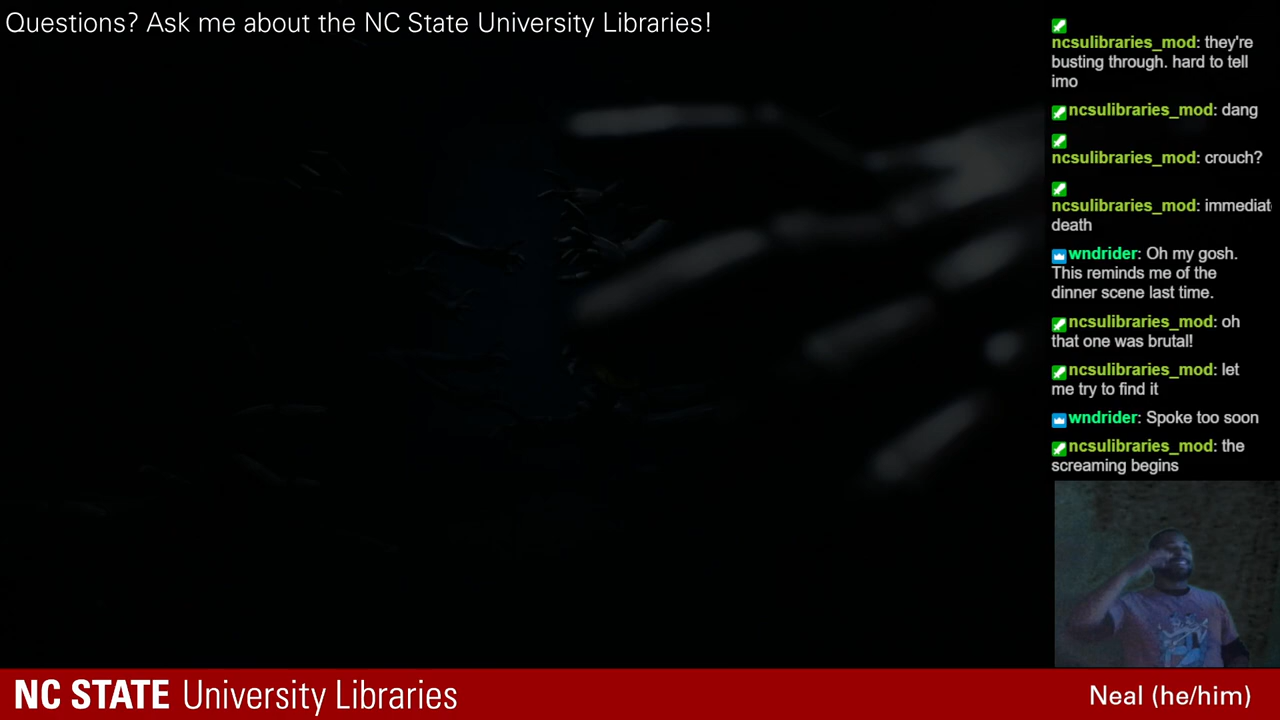 Questions? Ask me about the NC State University Libraries!
ncsulibraries_mod: they're
busting through. hard to tell
imo
ncsulibraries_mod: dang
ncsulibraries_mod: crouch?
ncsulibraries_mod: immediat
death
wndrider: Oh my gosh.
This reminds me of the
dinner scene last time.
ncsulibraries_mod: oh
that one was brutal!
ncsulibraries_mod: let
me try to find it
wndrider: Spoke too soon
ncsulibraries_mod: the
screaming begins
NC STATE University Libraries
Neal (he/him)